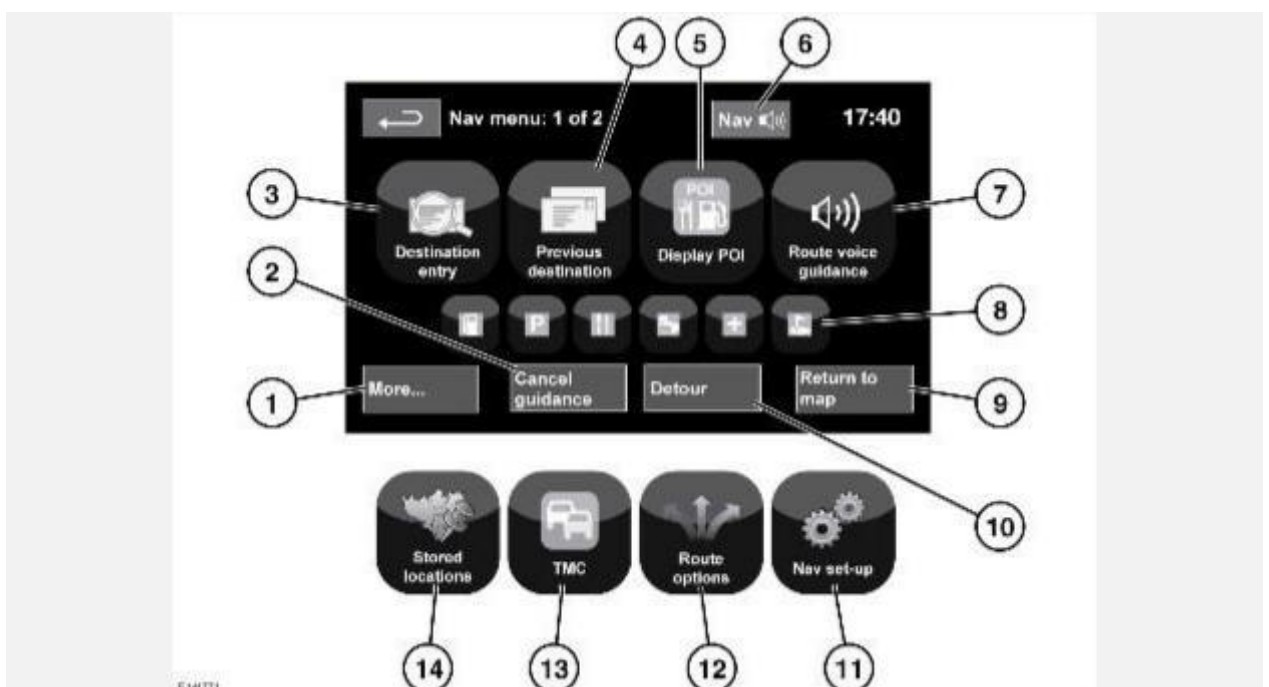 4
5
6
Nav menu: 1 of 2
Nav
17:40
3
7
POI
Destination
entry
Previous
destination
Display POI
Route voice
guidance
2
8
P
1
More...
Cancel
guidance
Detour
Return to
map
9
10
Stored
locations
TMC
Route
options
Nav set-up
14
13
12
11